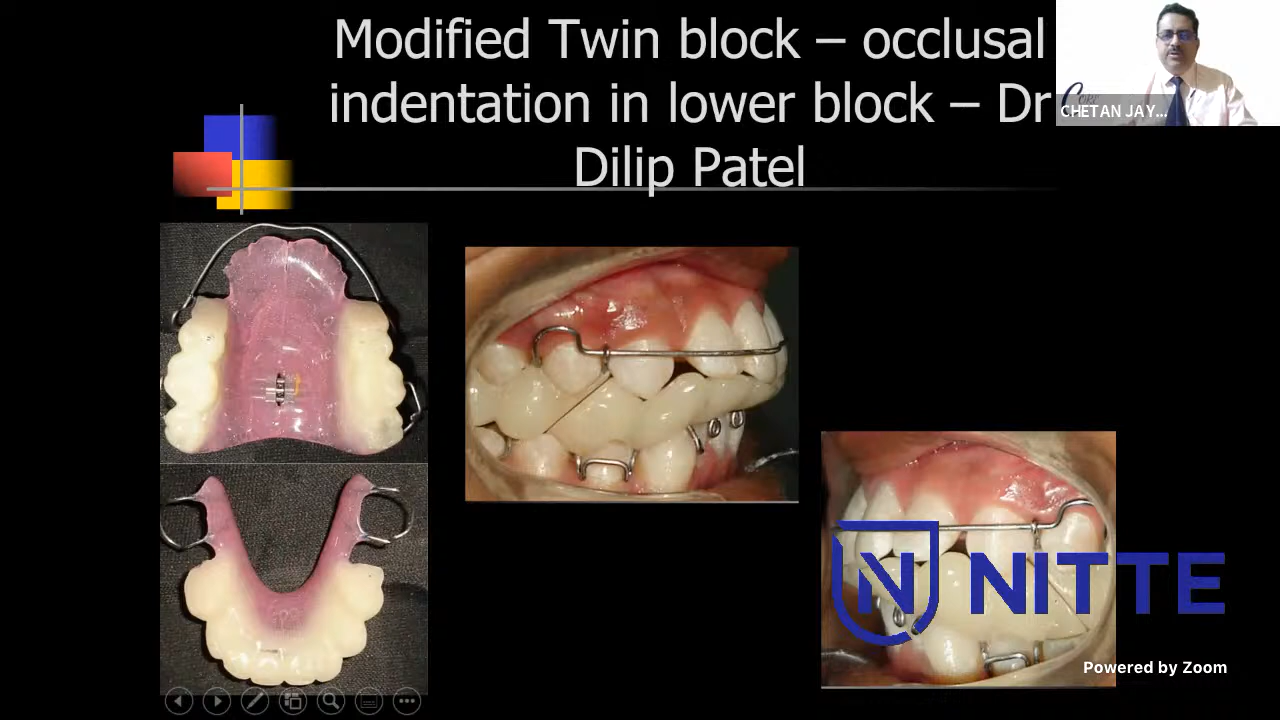 Modified Twin block – occlusal
indentation in lower block – Dr
Dilip Patel
CHETAN JAY...
N NITTE
Powered by Zoom